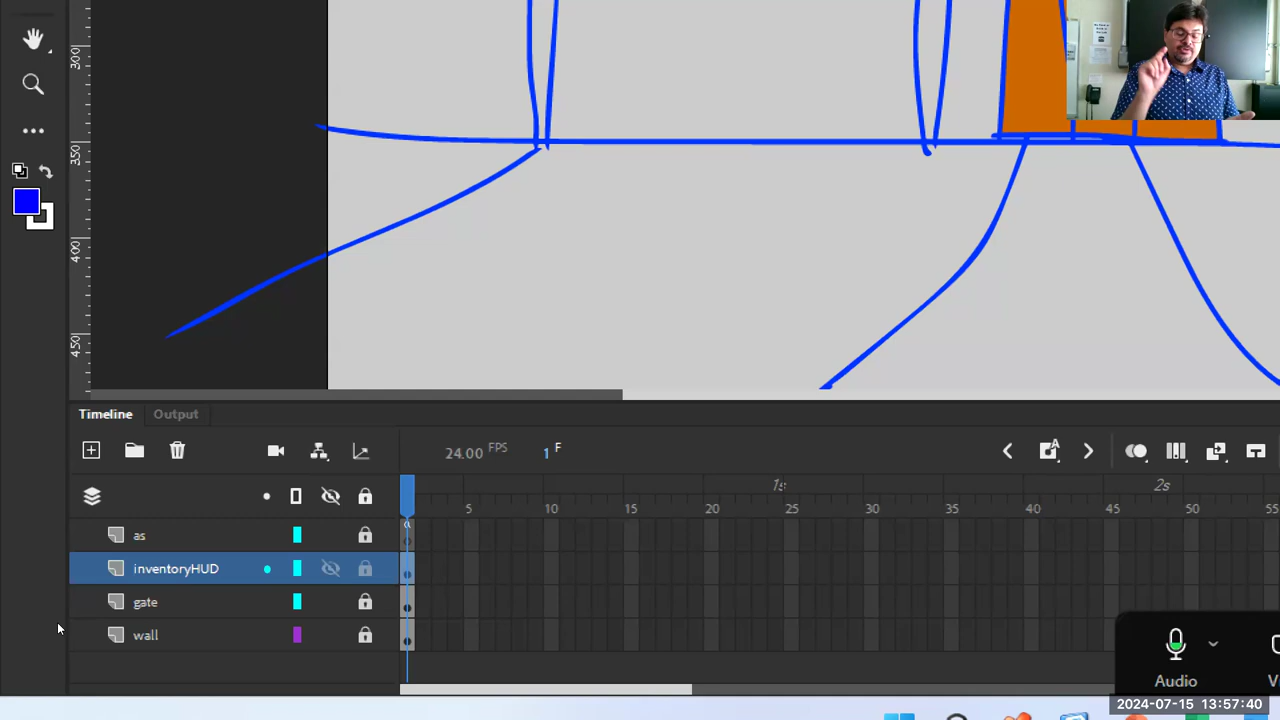 300
350
400
450
Timeline Output
24.00 FPS 1 F
1s 2s
5 10 15 20 25 30 35 40 45 50 55
as
inventoryHUD
gate
wall
Audio
2024-07-15 13:57:40